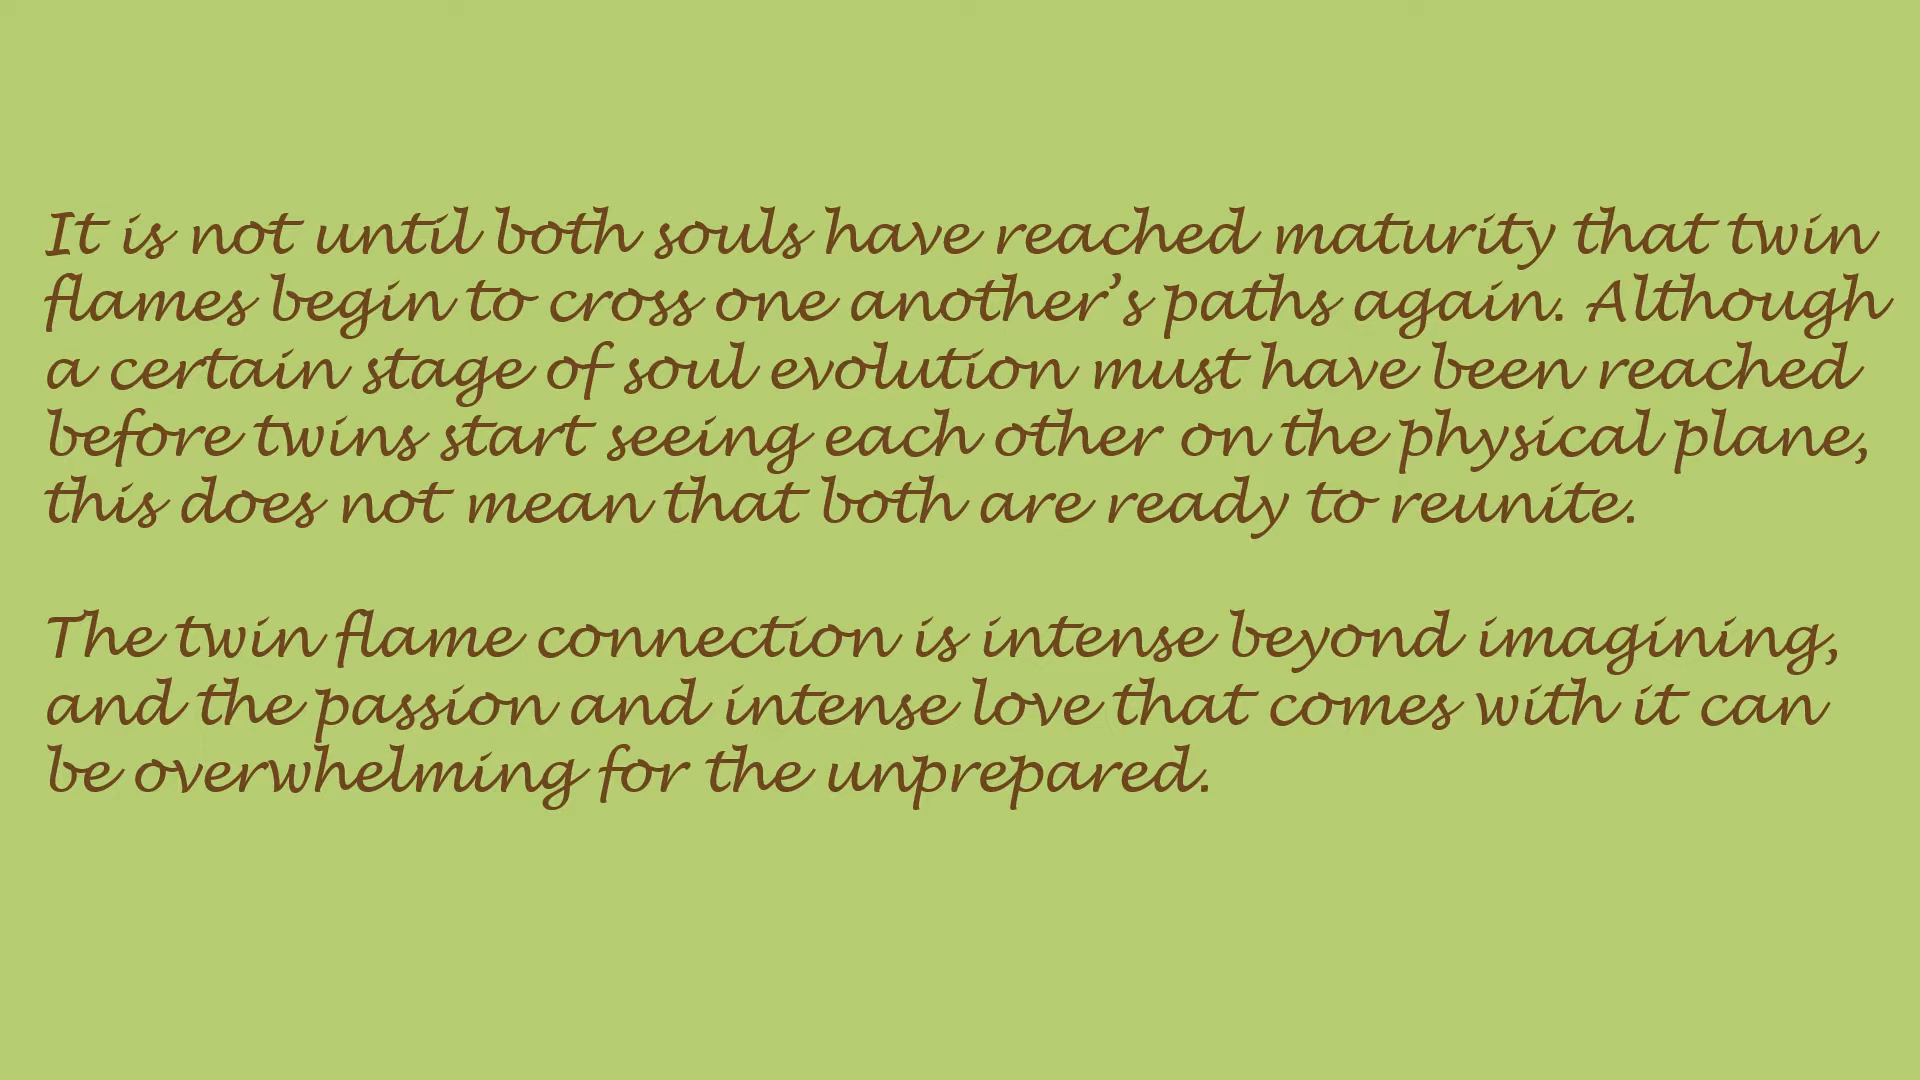 It is not until both souls have reached maturity that twin
flames begin to cross one another’s paths again. Although
a certain stage of soul evolution must have been reached
before twins start seeing each other on the physical plane,
this does not mean that both are ready to reunite.
The twin flame connection is intense beyond imagining,
and the passion and intense love that comes with it can
be overwhelming for the unprepared.